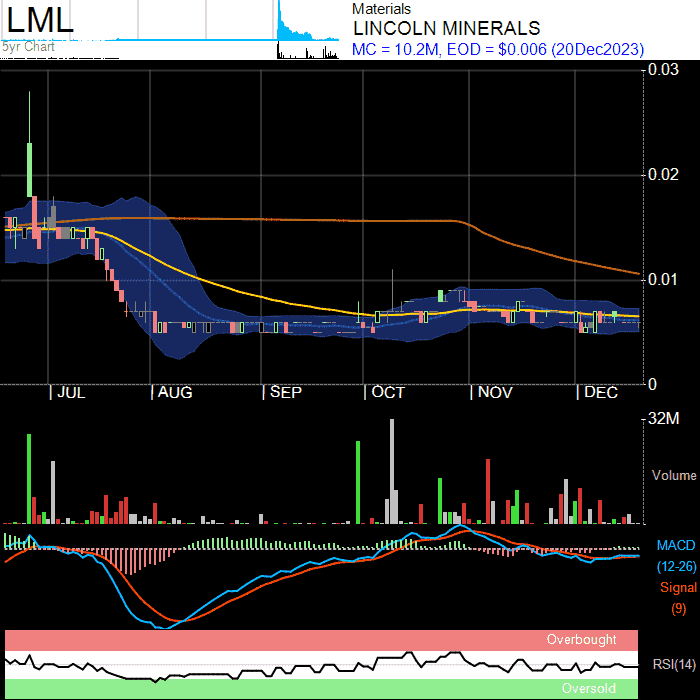 LML
5yr Chart
Materials
LINCOLN MINERALS
MC = 10.2M, EOD = $0.006 (20Dec2023)
0.03
0.02
0.01
0
JUL
AUG
SEP
OCT
NOV
DEC
32M
Volume
MACD
(12-26)
Signal
(9)
Overbought
RSI(14)
Oversold